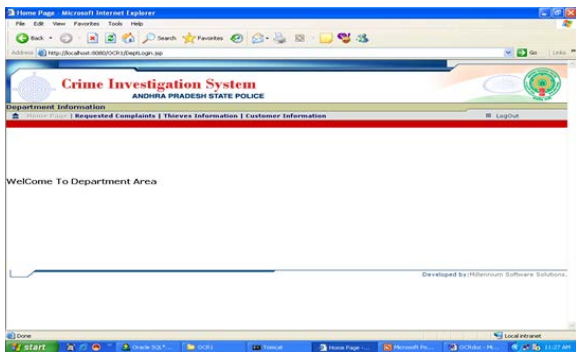 Home Page - Microsoft Internet Explorer
File Edit View Favorites Tools Help
Back Search Favorites
Address http://localhost:8080/OCR1/DeptLogin.jsp Go Links
Crime Investigation System
ANDHRA PRADESH STATE POLICE
Department Information
Home Page | Requested Complaints | Thieves Information | Customer Information LogOut
WelCome To Department Area
Developed by:Millennium Software Solutions.
Done Local intranet
start Oracle SQL*... OCR1 Tomcat Home Page -... Microsoft Po... 11:27 AM